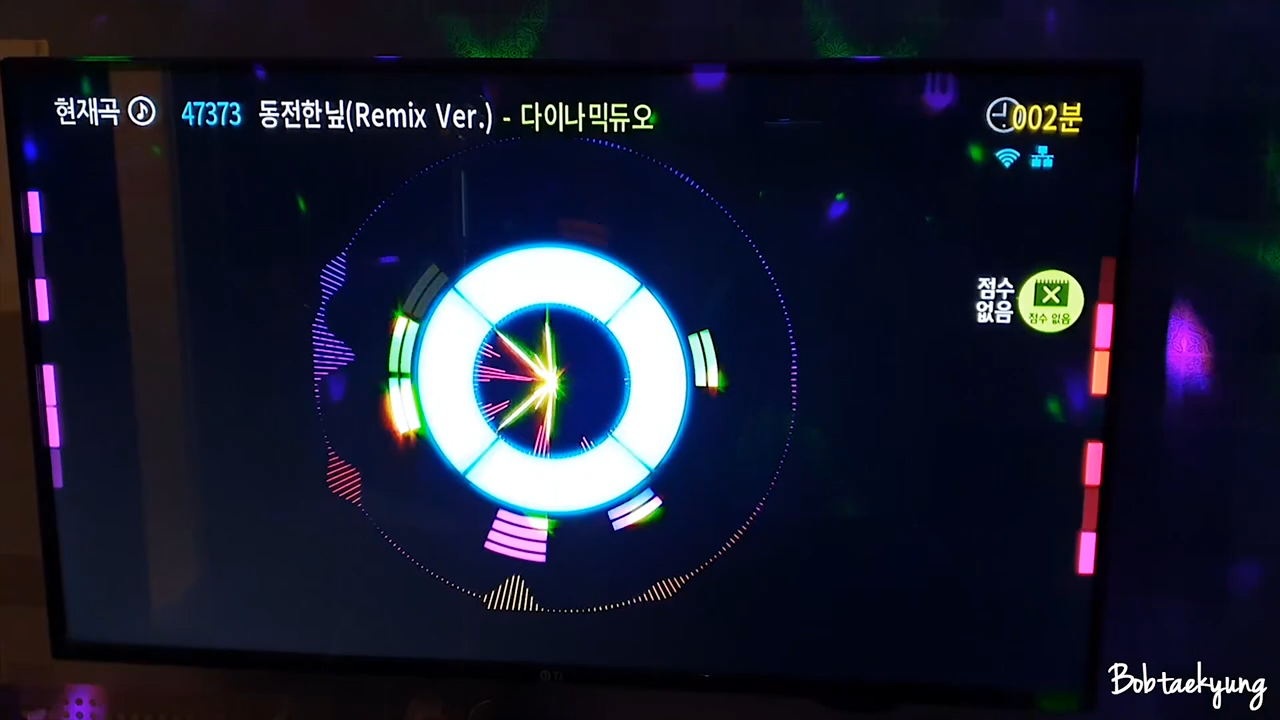 현재곡 47373 동전한닢(Remix Ver.) - 다이나믹듀오 002분
점수
없음
점수 없음
TJ
Bobtaekyung